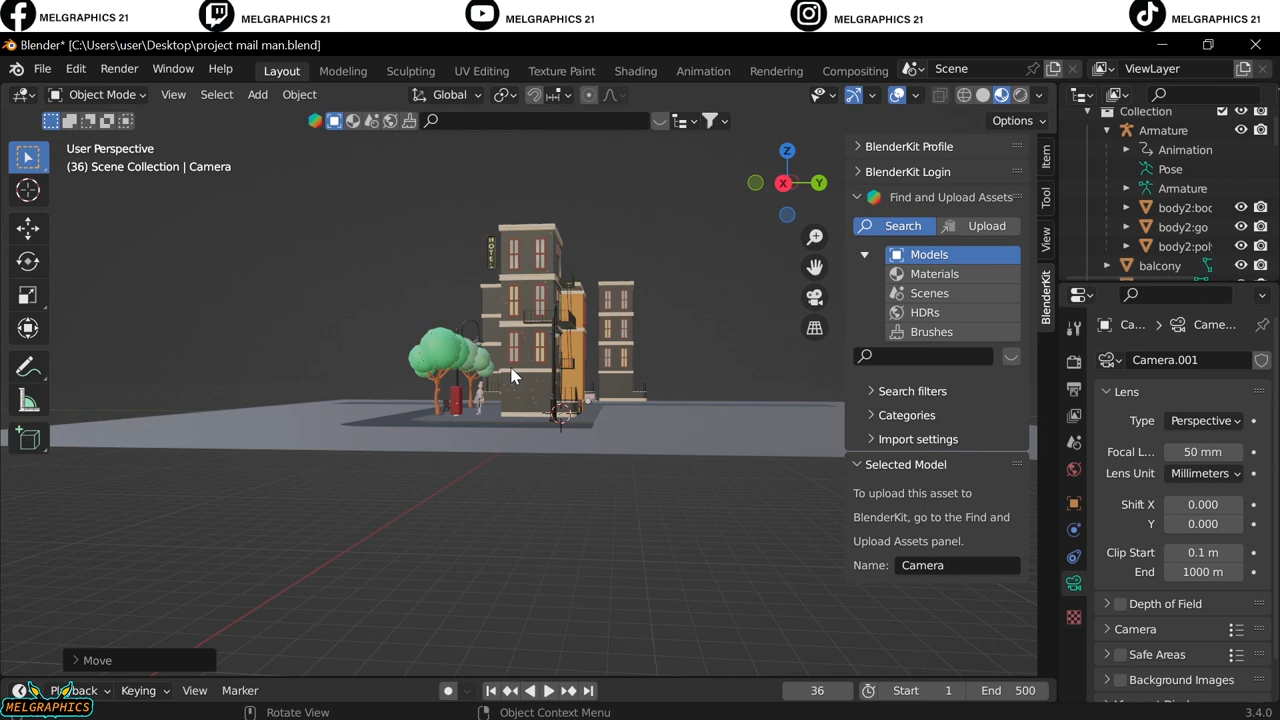 MELGRAPHICS 21 MELGRAPHICS 21 MELGRAPHICS 21 MELGRAPHICS 21 MELGRAPHICS 21
Blender* [C:\Users\user\Desktop\project mail man.blend]
File Edit Render Window Help Layout Modeling Sculpting UV Editing Texture Paint Shading Animation Rendering Compositing Scene ViewLayer
Object Mode View Select Add Object Global
Options
User Perspective
(36) Scene Collection | Camera
Z
X
Y
HOTEL
BlenderKit Profile
BlenderKit Login
Find and Upload Assets
Search Upload
Models
Materials
Scenes
HDRs
Brushes
Search filters
Categories
Import settings
Selected Model
To upload this asset to
BlenderKit, go to the Find and
Upload Assets panel.
Name: Camera
Item
Tool
View
BlenderKit
Collection
Armature
Animation
Pose
Armature
body2:boc
body2:go
body2:pol
balcony
Ca... Came...
Camera.001
Lens
Type Perspective
Focal L... 50 mm
Lens Unit Millimeters
Shift X 0.000
Y 0.000
Clip Start 0.1 m
End 1000 m
Depth of Field
Camera
Safe Areas
Background Images
Move
Playback Keying View Marker 36 Start 1 End 500
MELGRAPHICS
Rotate View Object Context Menu 3.4.0